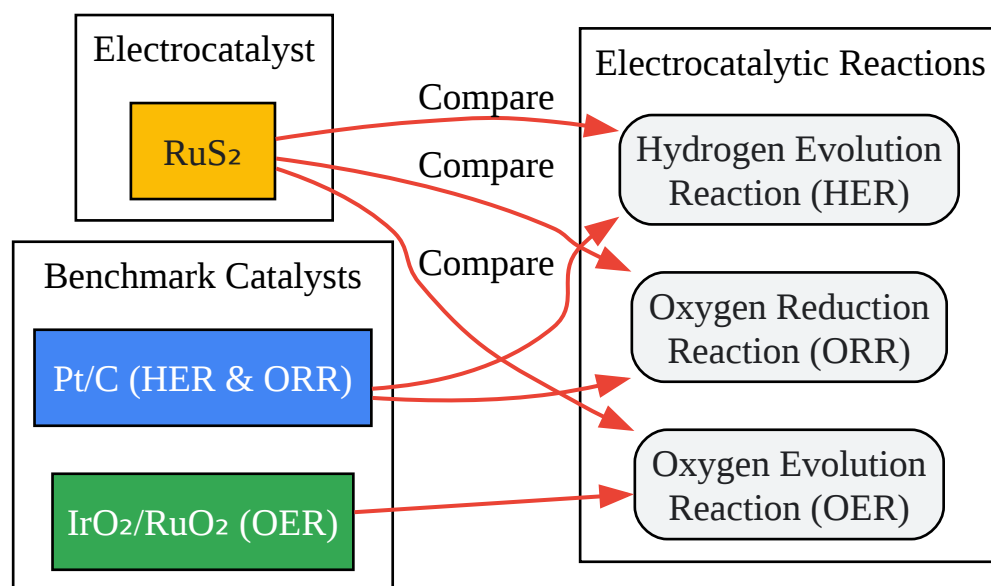 Electrocatalyst
RuS₂
Benchmark Catalysts
Pt/C (HER & ORR)
IrO₂/RuO₂ (OER)
Compare
Compare
Compare
Electrocatalytic Reactions
Hydrogen Evolution
Reaction (HER)
Oxygen Reduction
Reaction (ORR)
Oxygen Evolution
Reaction (OER)